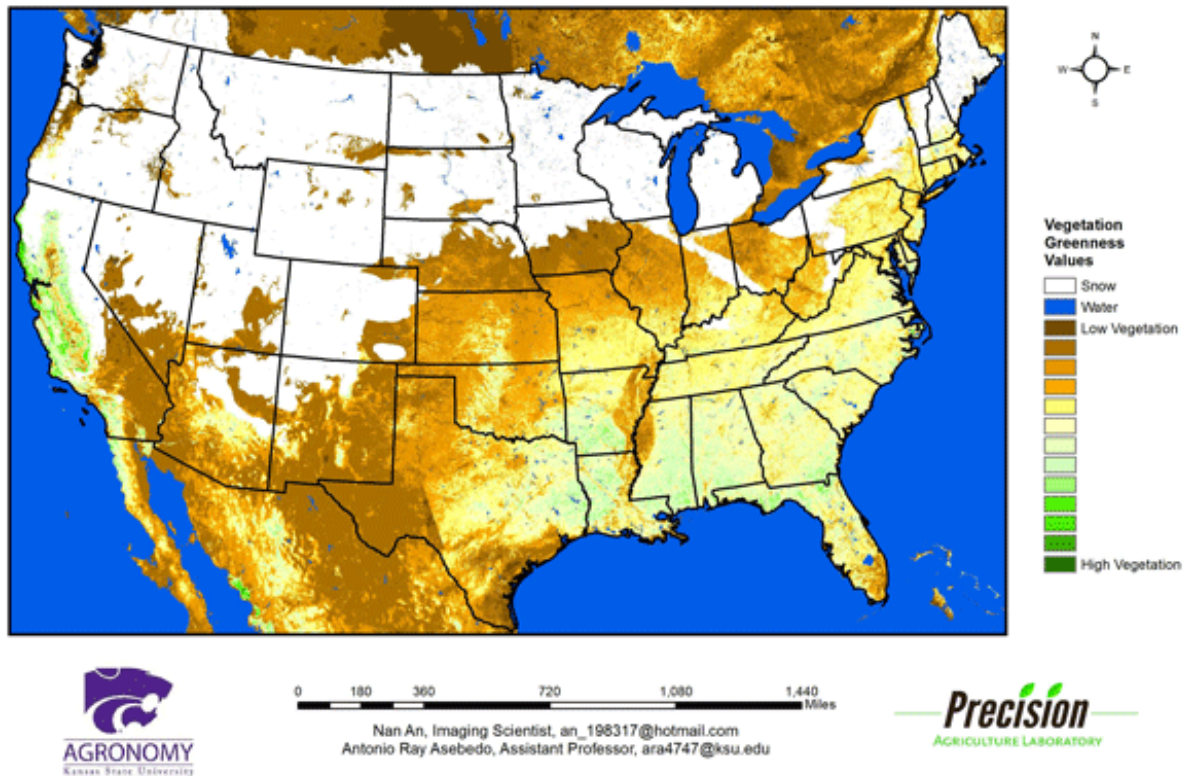 N
W
E
S
Vegetation
Greenness
Values
Snow
Water
Low Vegetation
High Vegetation
0
180
360
720
1,080
1,440
Miles
Nan An, Imaging Scientist, an_198317@hotmail.com
Antonio Ray Asebedo, Assistant Professor, ara4747@ksu.edu
AGRONOMY
Kansas State University
Precision
AGRICULTURE LABORATORY